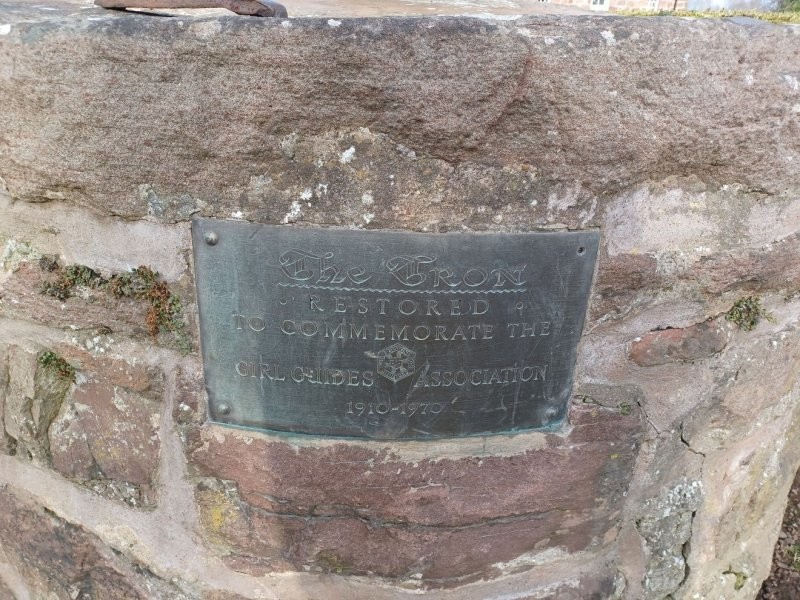 The Tron
RESTORED
TO COMMEMORATE THE
GIRL GUIDES ASSOCIATION
1910-1970